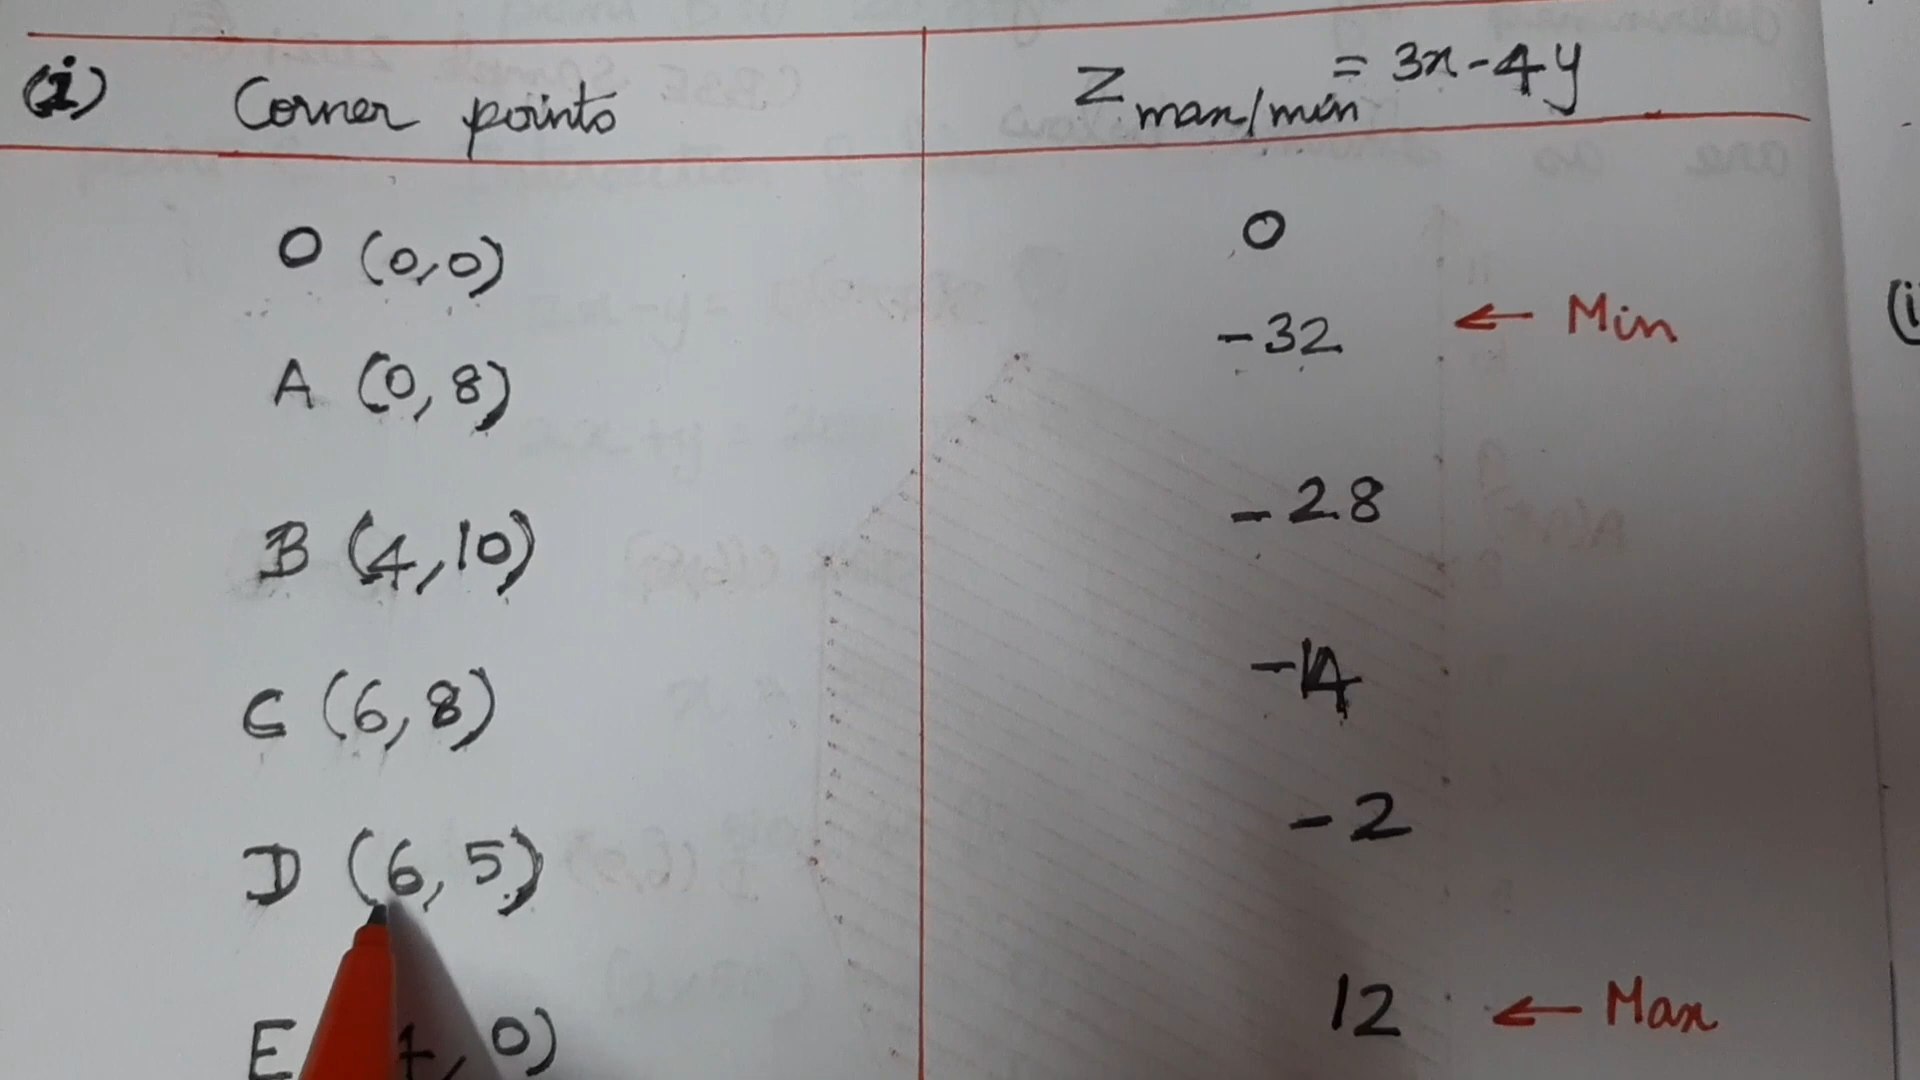 (i) Corner points Z max/min = 3x-4y
O (0,0) 0
A (0,8) -32 ← Min
B (4,10) -28
C (6,8) -14
D (6,5) -2
E , 0) 12 ← Max
(i